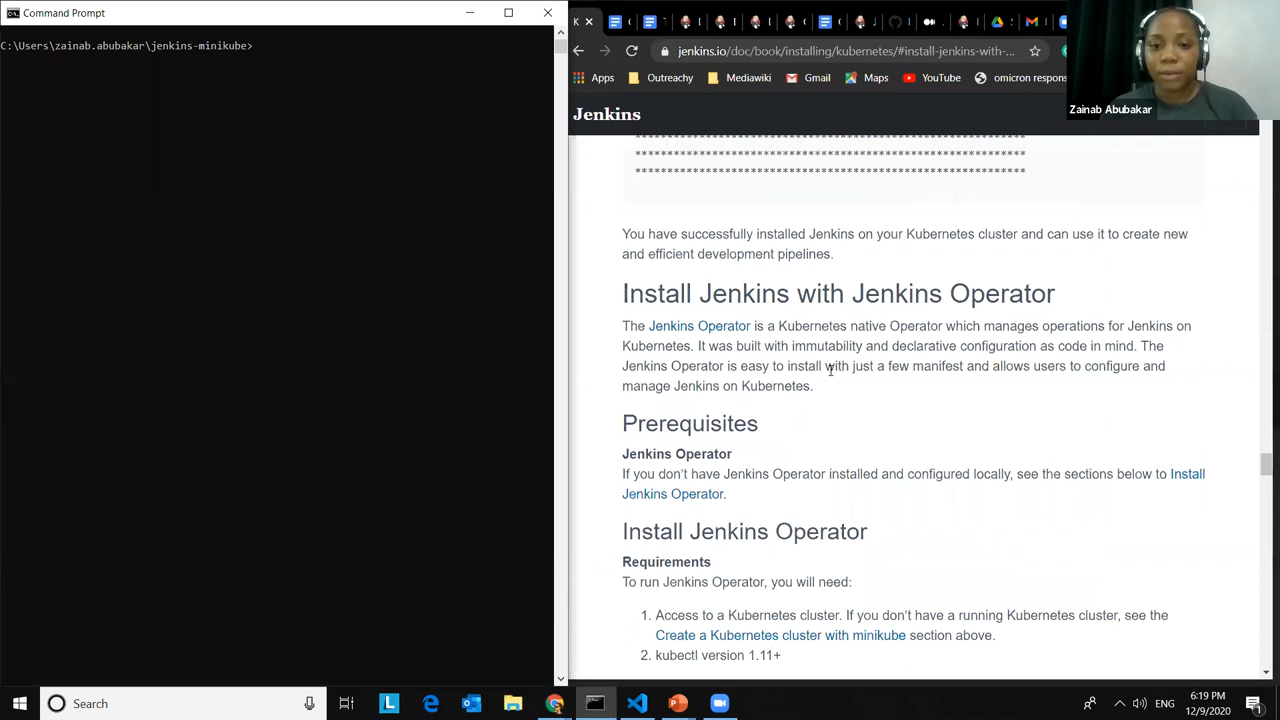 Command Prompt
C:\Users\zainab.abubakar\jenkins-minikube>
jenkins.io/doc/book/installing/kubernetes/#install-jenkins-with-...
Apps
Outreachy
Mediawiki
Gmail
Maps
YouTube
omicron respons
Zainab Abubakar
Jenkins
*************************************************************
*************************************************************
*************************************************************
You have successfully installed Jenkins on your Kubernetes cluster and can use it to create new
and efficient development pipelines.
Install Jenkins with Jenkins Operator
The Jenkins Operator is a Kubernetes native Operator which manages operations for Jenkins on
Kubernetes. It was built with immutability and declarative configuration as code in mind. The
Jenkins Operator is easy to install with just a few manifest and allows users to configure and
manage Jenkins on Kubernetes.
Prerequisites
Jenkins Operator
If you don't have Jenkins Operator installed and configured locally, see the sections below to Install
Jenkins Operator.
Install Jenkins Operator
Requirements
To run Jenkins Operator, you will need:
1. Access to a Kubernetes cluster. If you don't have a running Kubernetes cluster, see the
Create a Kubernetes cluster with minikube section above.
2. kubectl version 1.11+
Search
ENG
6:19 PM
12/9/2020